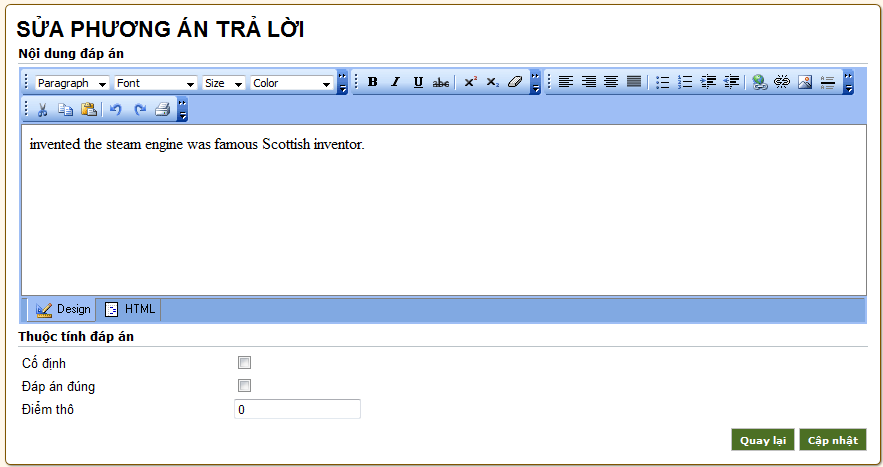 SỬA PHƯƠNG ÁN TRẢ LỜI
Nội dung đáp án
Paragraph Font Size Color B I U abc x² x₂
invented the steam engine was famous Scottish inventor.
Design HTML
Thuộc tính đáp án
Cố định
Đáp án đúng
Điểm thô 0
Quay lại Cập nhật